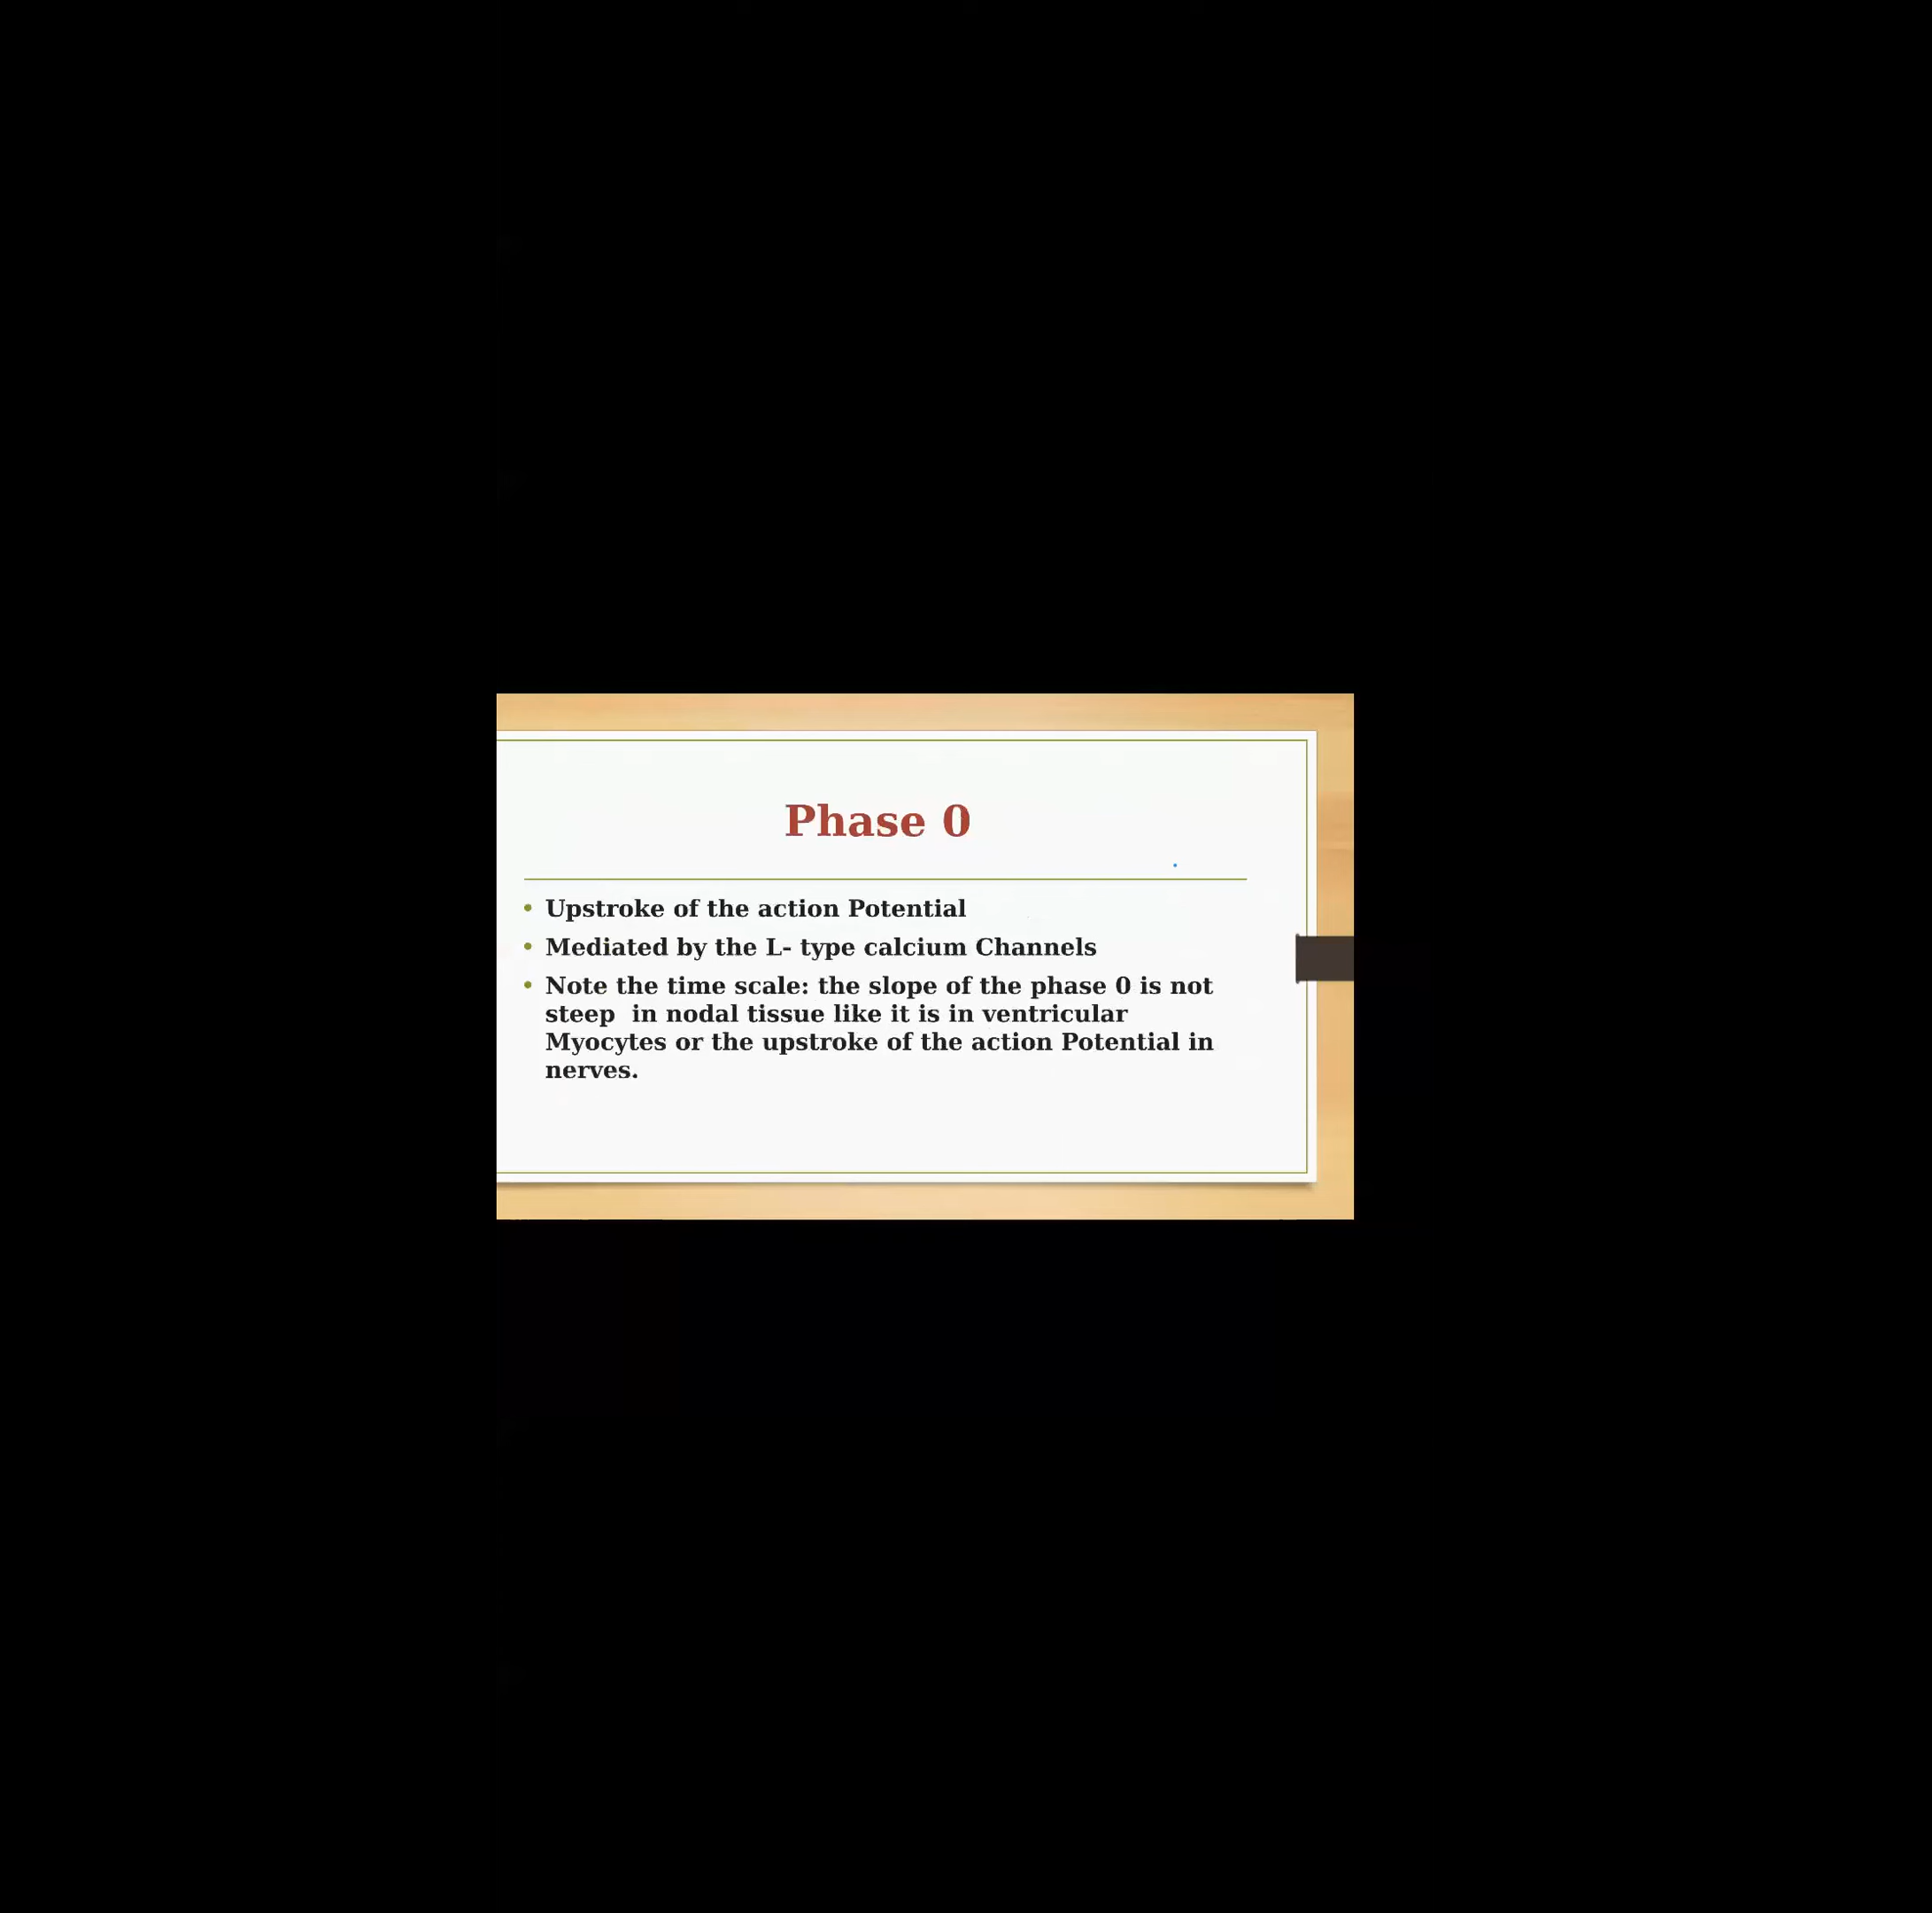 Phase 0
• Upstroke of the action Potential
• Mediated by the L- type calcium Channels
• Note the time scale: the slope of the phase 0 is not
steep  in nodal tissue like it is in ventricular
Myocytes or the upstroke of the action Potential in
nerves.